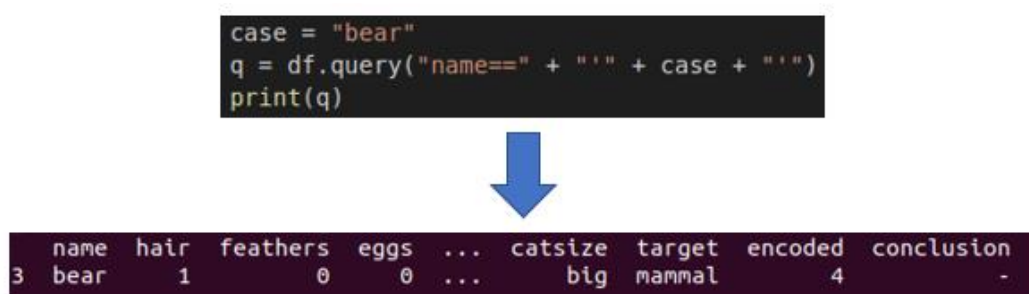 case = "bear"
q = df.query("name==" + "'" + case + "'")
print(q)
name hair feathers eggs ... catsize target encoded conclusion
3 bear 1 0 0 ... big mammal 4 -